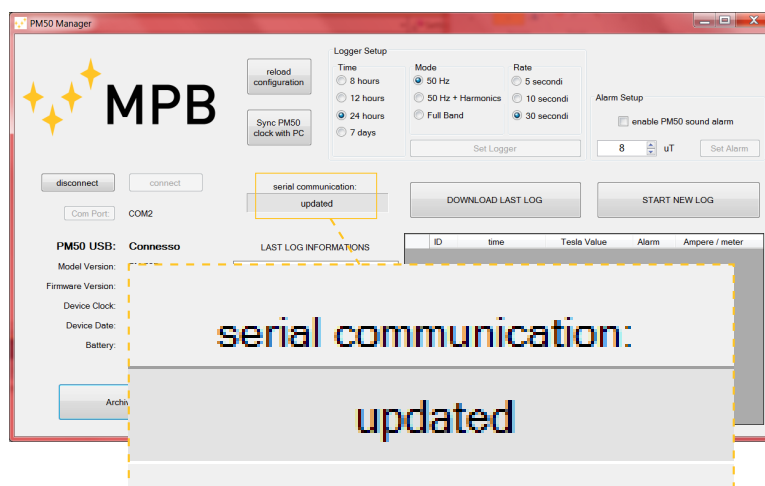 PM50 Manager
MPB
reload
configuration
Sync PM50
clock with PC
Logger Setup
Time
8 hours
12 hours
24 hours
7 days
Mode
50 Hz
50 Hz + Harmonics
Full Band
Rate
5 secondi
10 secondi
30 secondi
Set Logger
Alarm Setup
enable PM50 sound alarm
8 uT Set Alarm
disconnect connect
Com Port: COM2
serial communication:
updated
DOWNLOAD LAST LOG
START NEW LOG
PM50 USB: Connesso
Model Version:
Firmware Version:
Device Clock:
Device Date:
Battery:
LAST LOG INFORMATIONS
ID time Tesla Value Alarm Ampere / meter
serial communication:
updated